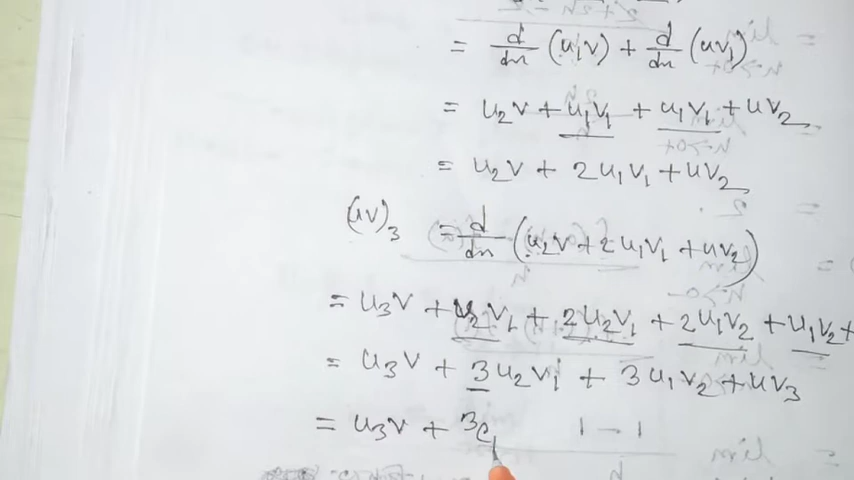 = d/dx (u₁v) + d/dx (uv₁)
= u₂v + u₁v₁ + u₁v₁ + uv₂
= u₂v + 2u₁v₁ + uv₂
(uv)₃ = d/dx (u₂v + 2u₁v₁ + uv₂)
= u₃v + u₂v₁ + 2u₂v₁ + 2u₁v₂ + u₁v₂ +
= u₃v + 3u₂v₁ + 3u₁v₂ + uv₃
= u₃v + ³c₁